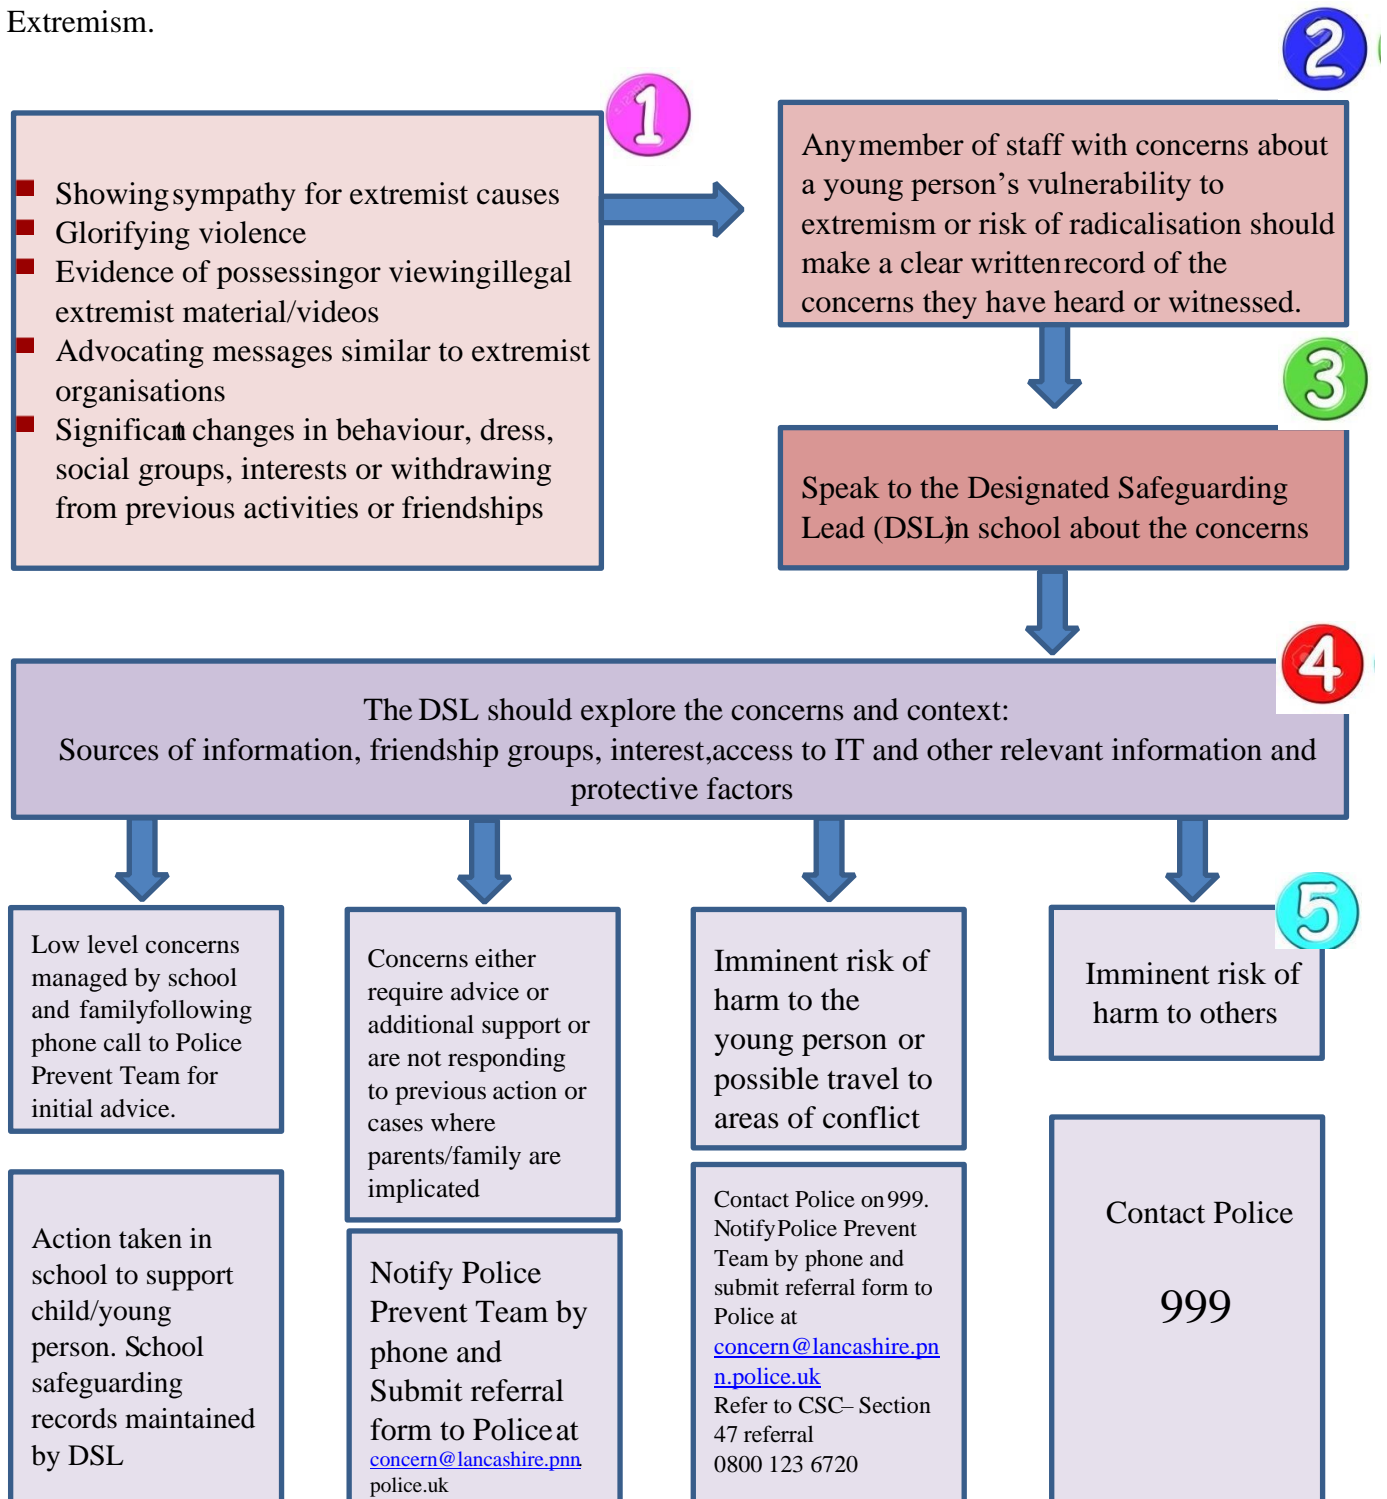 Extremism.
1
Showing sympathy for extremist causes
Glorifying violence
Evidence of possessing or viewing illegal
extremist material/videos
Advocating messages similar to extremist
organisations
Significant changes in behaviour, dress,
social groups, interests or withdrawing
from previous activities or friendships
2
Any member of staff with concerns about
a young person’s vulnerability to
extremism or risk of radicalisation should
make a clear written record of the
concerns they have heard or witnessed.
3
Speak to the Designated Safeguarding
Lead (DSL) in school about the concerns
4
The DSL should explore the concerns and context:
Sources of information, friendship groups, interest, access to IT and other relevant information and
protective factors
5
Low level concerns
managed by school
and family following
phone call to Police
Prevent Team for
initial advice.
Action taken in
school to support
child/young
person. School
safeguarding
records maintained
by DSL
Concerns either
require advice or
additional support or
are not responding
to previous action or
cases where
parents/family are
implicated
Notify Police
Prevent Team by
phone and
Submit referral
form to Police at
concern@lancashire.pnn.
police.uk
Imminent risk of
harm to the
young person or
possible travel to
areas of conflict
Contact Police on 999.
Notify Police Prevent
Team by phone and
submit referral form to
Police at
concern@lancashire.pn
n.police.uk
Refer to CSC– Section
47 referral
0800 123 6720
Imminent risk of
harm to others
Contact Police
999